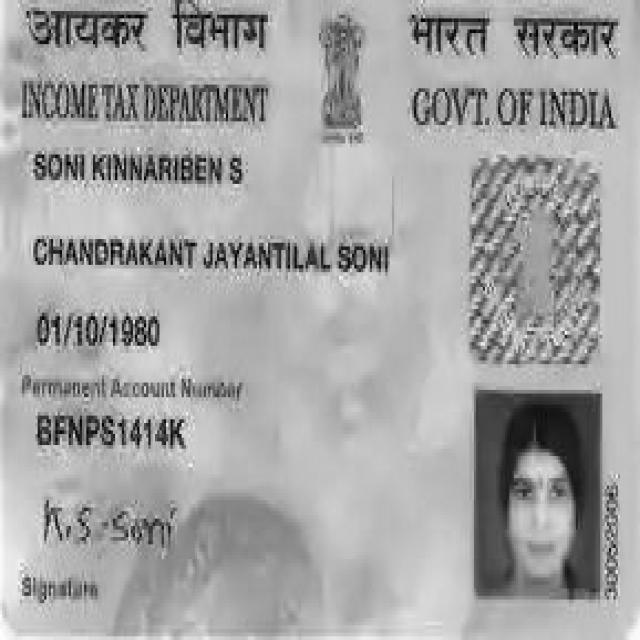 आयकर विभाग भारत सरकार
INCOME TAX DEPARTMENT GOVT. OF INDIA
SONI KINNARIBEN S
CHANDRAKANT JAYANTILAL SONI
01/10/1980
Permanent Account Number
BFNPS1414K
K.S-Soni
Signature